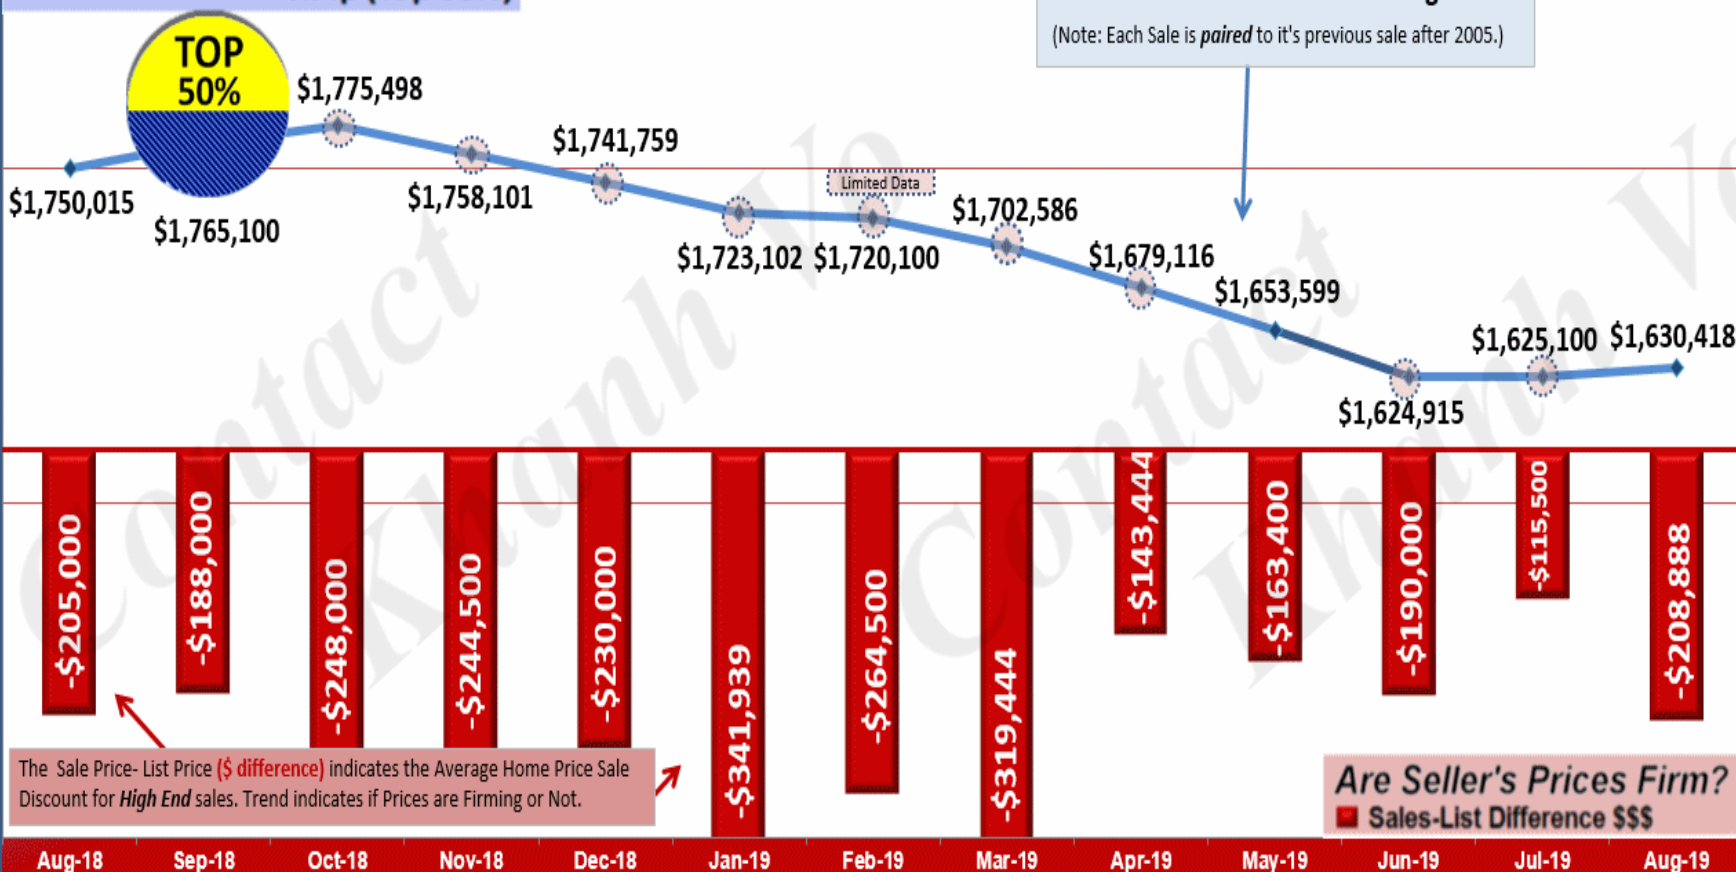 (Note: Each Sale is paired to it's previous sale after 2005.)
TOP
50%
$1,775,498
$1,741,759
Limited Data
$1,750,015
$1,765,100
$1,758,101
$1,723,102
$1,720,100
$1,702,586
$1,679,116
$1,653,599
$1,624,915
$1,625,100
$1,630,418
Contact
Khanh Vo
Contact
Khanh Vo
-$205,000
-$188,000
-$248,000
-$244,500
-$230,000
-$341,939
-$264,500
-$319,444
-$143,444
-$163,400
-$190,000
-$115,500
-$208,888
The Sale Price- List Price ($ difference) indicates the Average Home Price Sale
Discount for High End sales. Trend indicates if Prices are Firming or Not.
Are Seller's Prices Firm?
Sales-List Difference $$$
Aug-18 Sep-18 Oct-18 Nov-18 Dec-18 Jan-19 Feb-19 Mar-19 Apr-19 May-19 Jun-19 Jul-19 Aug-19